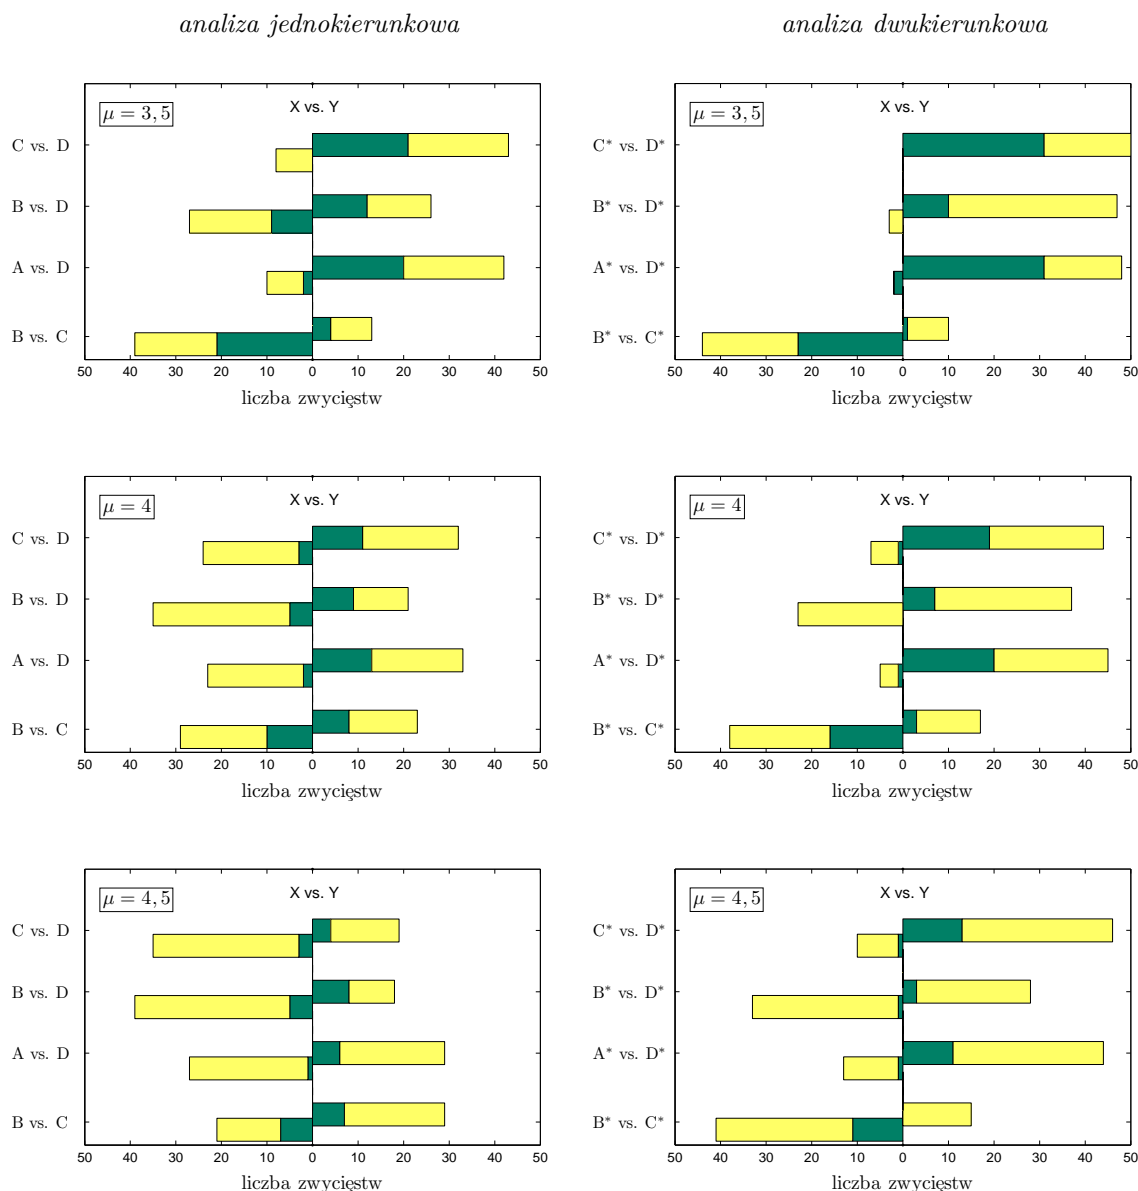 analiza jednokierunkowa
analiza dwukierunkowa
μ = 3, 5
X vs. Y
C vs. D
B vs. D
A vs. D
B vs. C
50 40 30 20 10 0 10 20 30 40 50
liczba zwycięstw
μ = 3, 5
X vs. Y
C* vs. D*
B* vs. D*
A* vs. D*
B* vs. C*
50 40 30 20 10 0 10 20 30 40 50
liczba zwycięstw
μ = 4
X vs. Y
C vs. D
B vs. D
A vs. D
B vs. C
50 40 30 20 10 0 10 20 30 40 50
liczba zwycięstw
μ = 4
X vs. Y
C* vs. D*
B* vs. D*
A* vs. D*
B* vs. C*
50 40 30 20 10 0 10 20 30 40 50
liczba zwycięstw
μ = 4, 5
X vs. Y
C vs. D
B vs. D
A vs. D
B vs. C
50 40 30 20 10 0 10 20 30 40 50
liczba zwycięstw
μ = 4, 5
X vs. Y
C* vs. D*
B* vs. D*
A* vs. D*
B* vs. C*
50 40 30 20 10 0 10 20 30 40 50
liczba zwycięstw